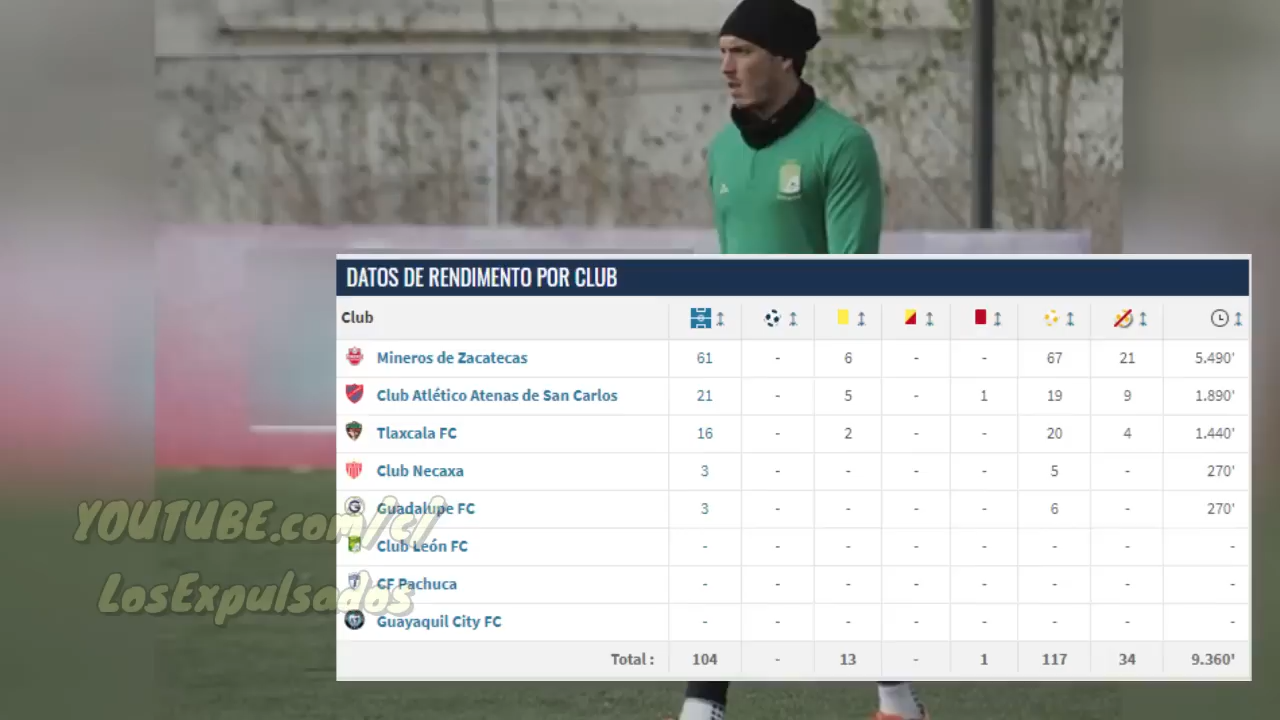 DATOS DE RENDIMENTO POR CLUB
Club
Mineros de Zacatecas 61 - 6 - - 67 21 5.490'
Club Atlético Atenas de San Carlos 21 - 5 - 1 19 9 1.890'
Tlaxcala FC 16 - 2 - - 20 4 1.440'
Club Necaxa 3 - - - - 5 - 270'
Guadalupe FC 3 - - - - 6 - 270'
Club León FC - - - - - - - -
CF Pachuca - - - - - - - -
Guayaquil City FC - - - - - - - -
Total : 104 - 13 - 1 117 34 9.360'
YOUTUBE.com/c/
LosExpulsados